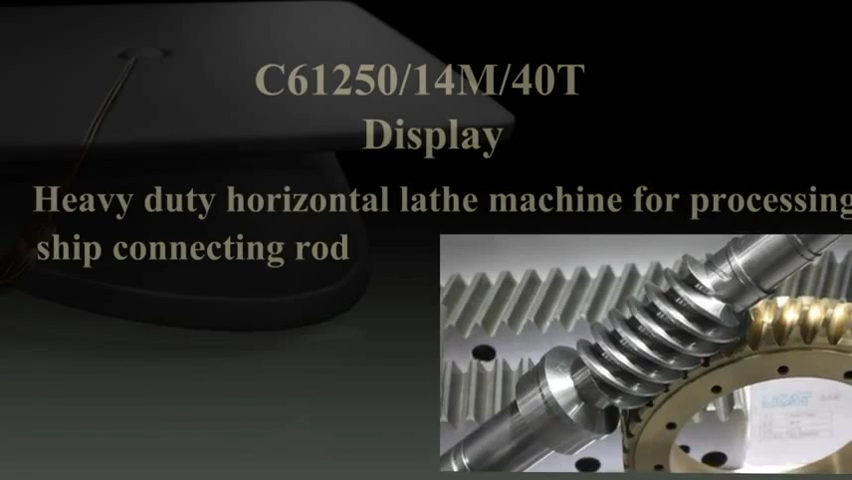 C61250/14M/40T
Display
Heavy duty horizontal lathe machine for processing
ship connecting rod